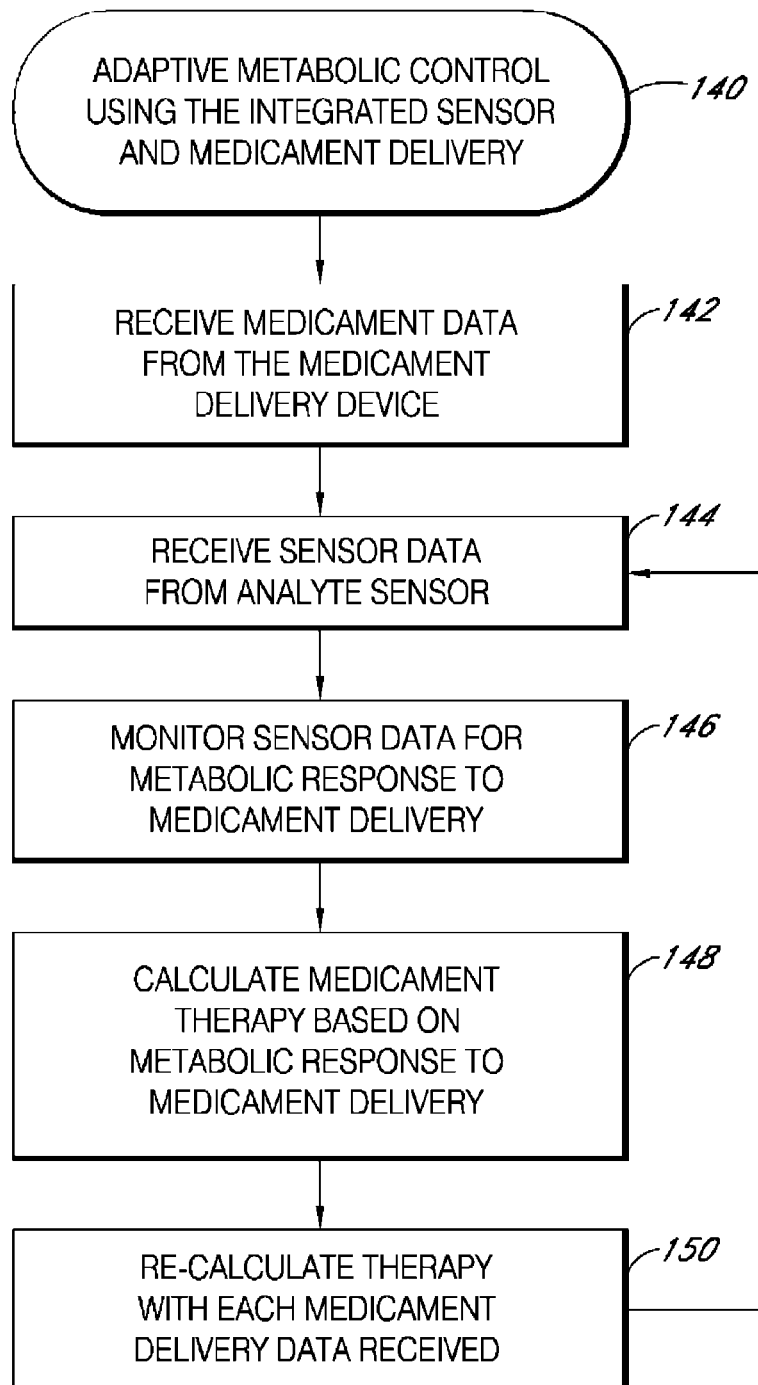 ADAPTIVE METABOLIC CONTROL
USING THE INTEGRATED SENSOR
AND MEDICAMENT DELIVERY
140
RECEIVE MEDICAMENT DATA
FROM THE MEDICAMENT
DELIVERY DEVICE
142
RECEIVE SENSOR DATA
FROM ANALYTE SENSOR
144
MONITOR SENSOR DATA FOR
METABOLIC RESPONSE TO
MEDICAMENT DELIVERY
146
CALCULATE MEDICAMENT
THERAPY BASED ON
METABOLIC RESPONSE TO
MEDICAMENT DELIVERY
148
RE-CALCULATE THERAPY
WITH EACH MEDICAMENT
DELIVERY DATA RECEIVED
150